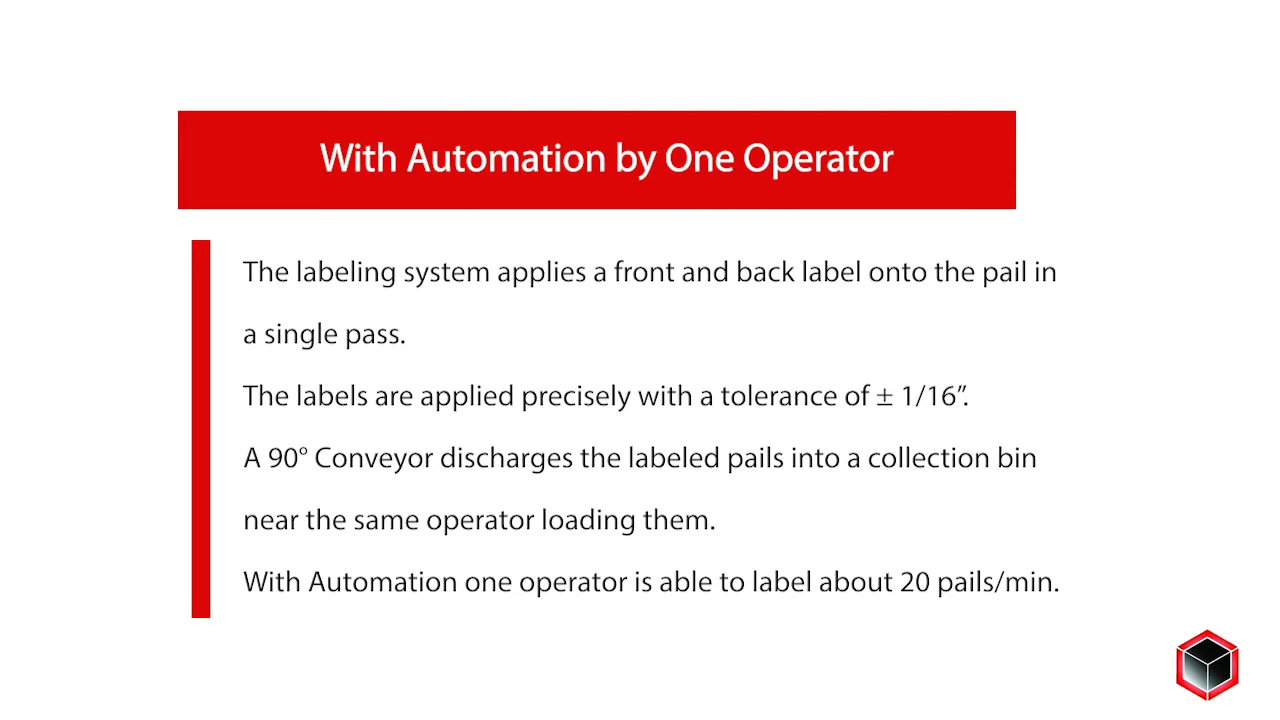 With Automation by One Operator
The labeling system applies a front and back label onto the pail in
a single pass.
The labels are applied precisely with a tolerance of ± 1/16”.
A 90° Conveyor discharges the labeled pails into a collection bin
near the same operator loading them.
With Automation one operator is able to label about 20 pails/min.